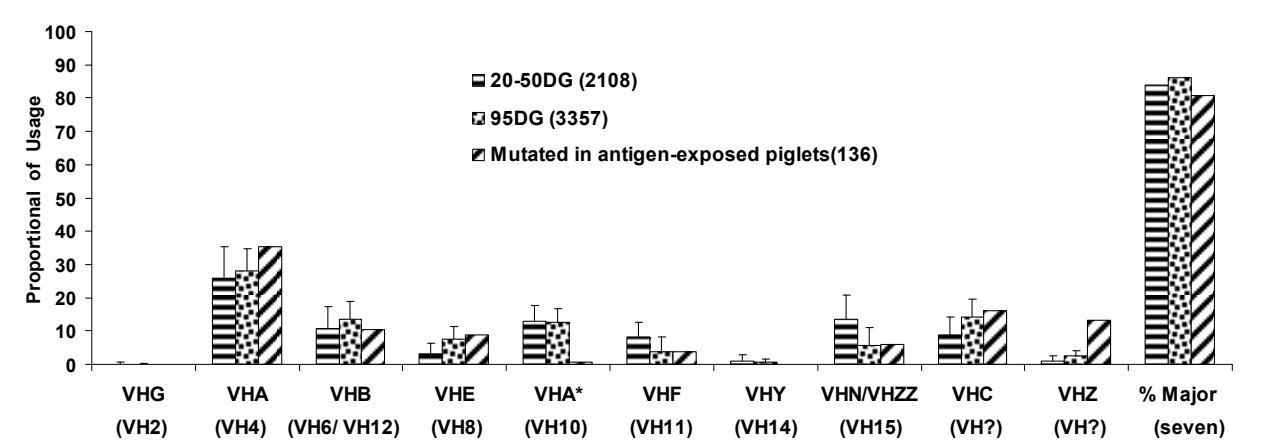 100
90
80
70
60
50
40
30
20
10
0
Proportional of Usage
20-50DG (2108)
95DG (3357)
Mutated in antigen-exposed piglets(136)
VHG VHA VHB VHE VHA* VHF VHY VHN/VHZZ VHC VHZ % Major
(VH2) (VH4) (VH6/ VH12) (VH8) (VH10) (VH11) (VH14) (VH15) (VH?) (VH?) (seven)